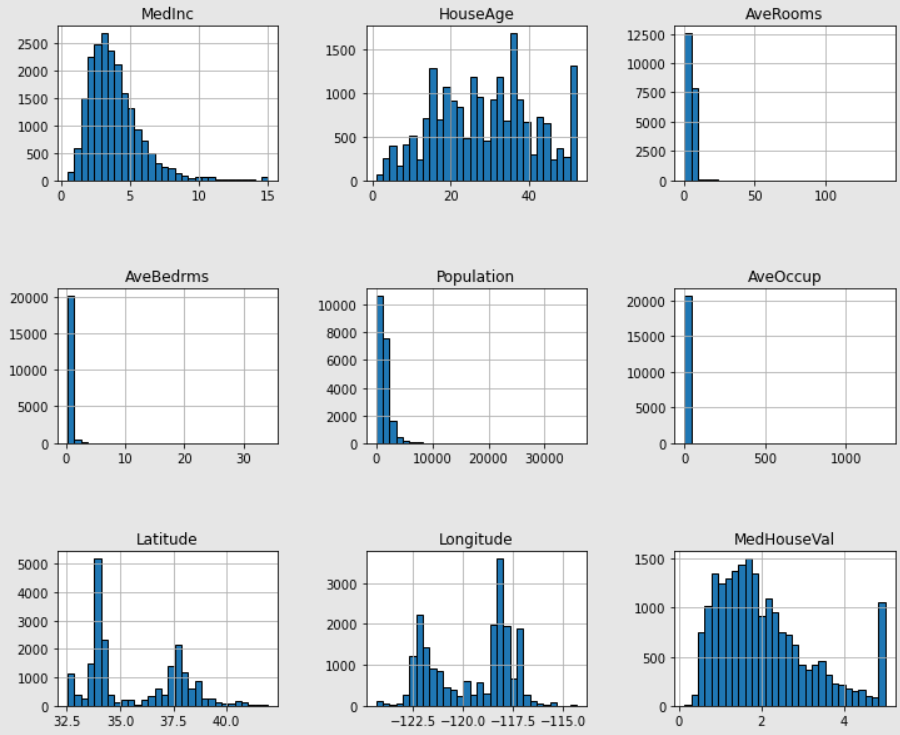 MedInc
HouseAge
AveRooms
2500
2000
1500
1000
500
0
0 5 10 15
1500
1000
500
0
0 20 40
12500
10000
7500
5000
2500
0
0 50 100
AveBedrms
Population
AveOccup
20000
15000
10000
5000
0
0 10 20 30
10000
8000
6000
4000
2000
0
0 10000 20000 30000
20000
15000
10000
5000
0
0 500 1000
Latitude
Longitude
MedHouseVal
5000
4000
3000
2000
1000
0
32.5 35.0 37.5 40.0
3000
2000
1000
0
−122.5 −120.0 −117.5 −115.0
1500
1000
500
0
0 2 4